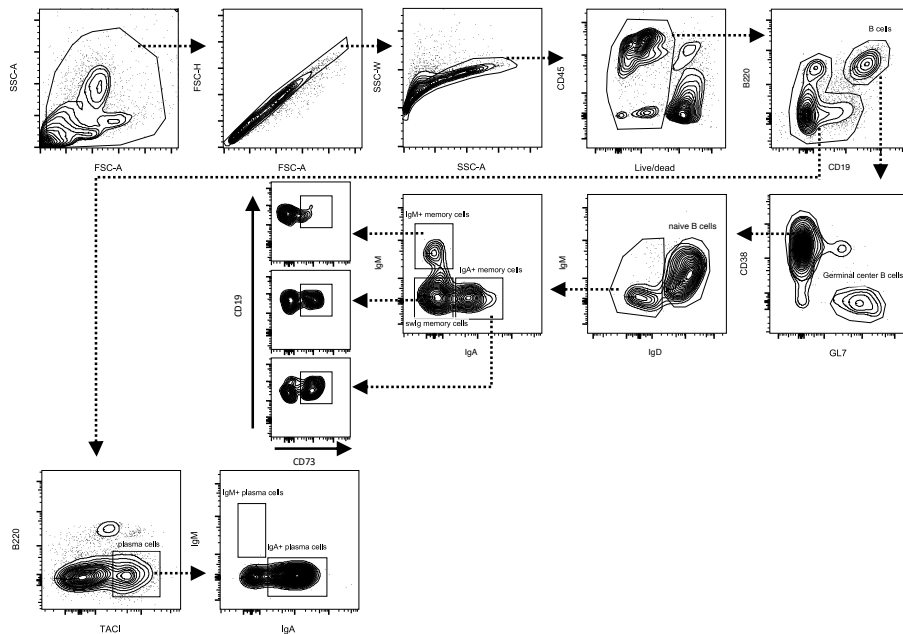 SSC-A
FSC-A
FSC-H
FSC-A
SSC-W
SSC-A
CD45
Live/dead
B220
B cells
CD19
CD19
CD73
IgM
IgM+ memory cells
IgA+ memory cells
swIg memory cells
IgA
IgM
naive B cells
IgD
CD38
Germinal center B cells
GL7
B220
plasma cells
TACI
IgM
IgM+ plasma cells
IgA+ plasma cells
IgA